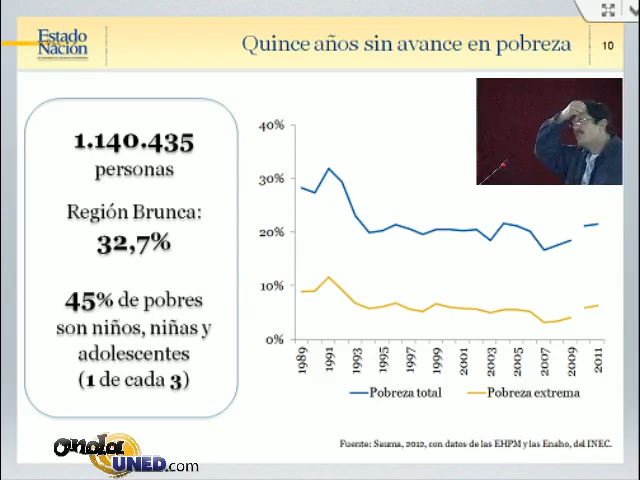 Estado
Nación
Quince años sin avance en pobreza
10
1.140.435
personas
Región Brunca:
32,7%
45% de pobres
son niños, niñas y
adolescentes
(1 de cada 3)
40%
30%
20%
10%
0%
1989
1991
1993
1995
1997
1999
2001
2003
2005
2007
2009
2011
Pobreza total
Pobreza extrema
Fuente: Sauma, 2012, con datos de las EHPM y las Enaho, del INEC.
onda
UNED.com